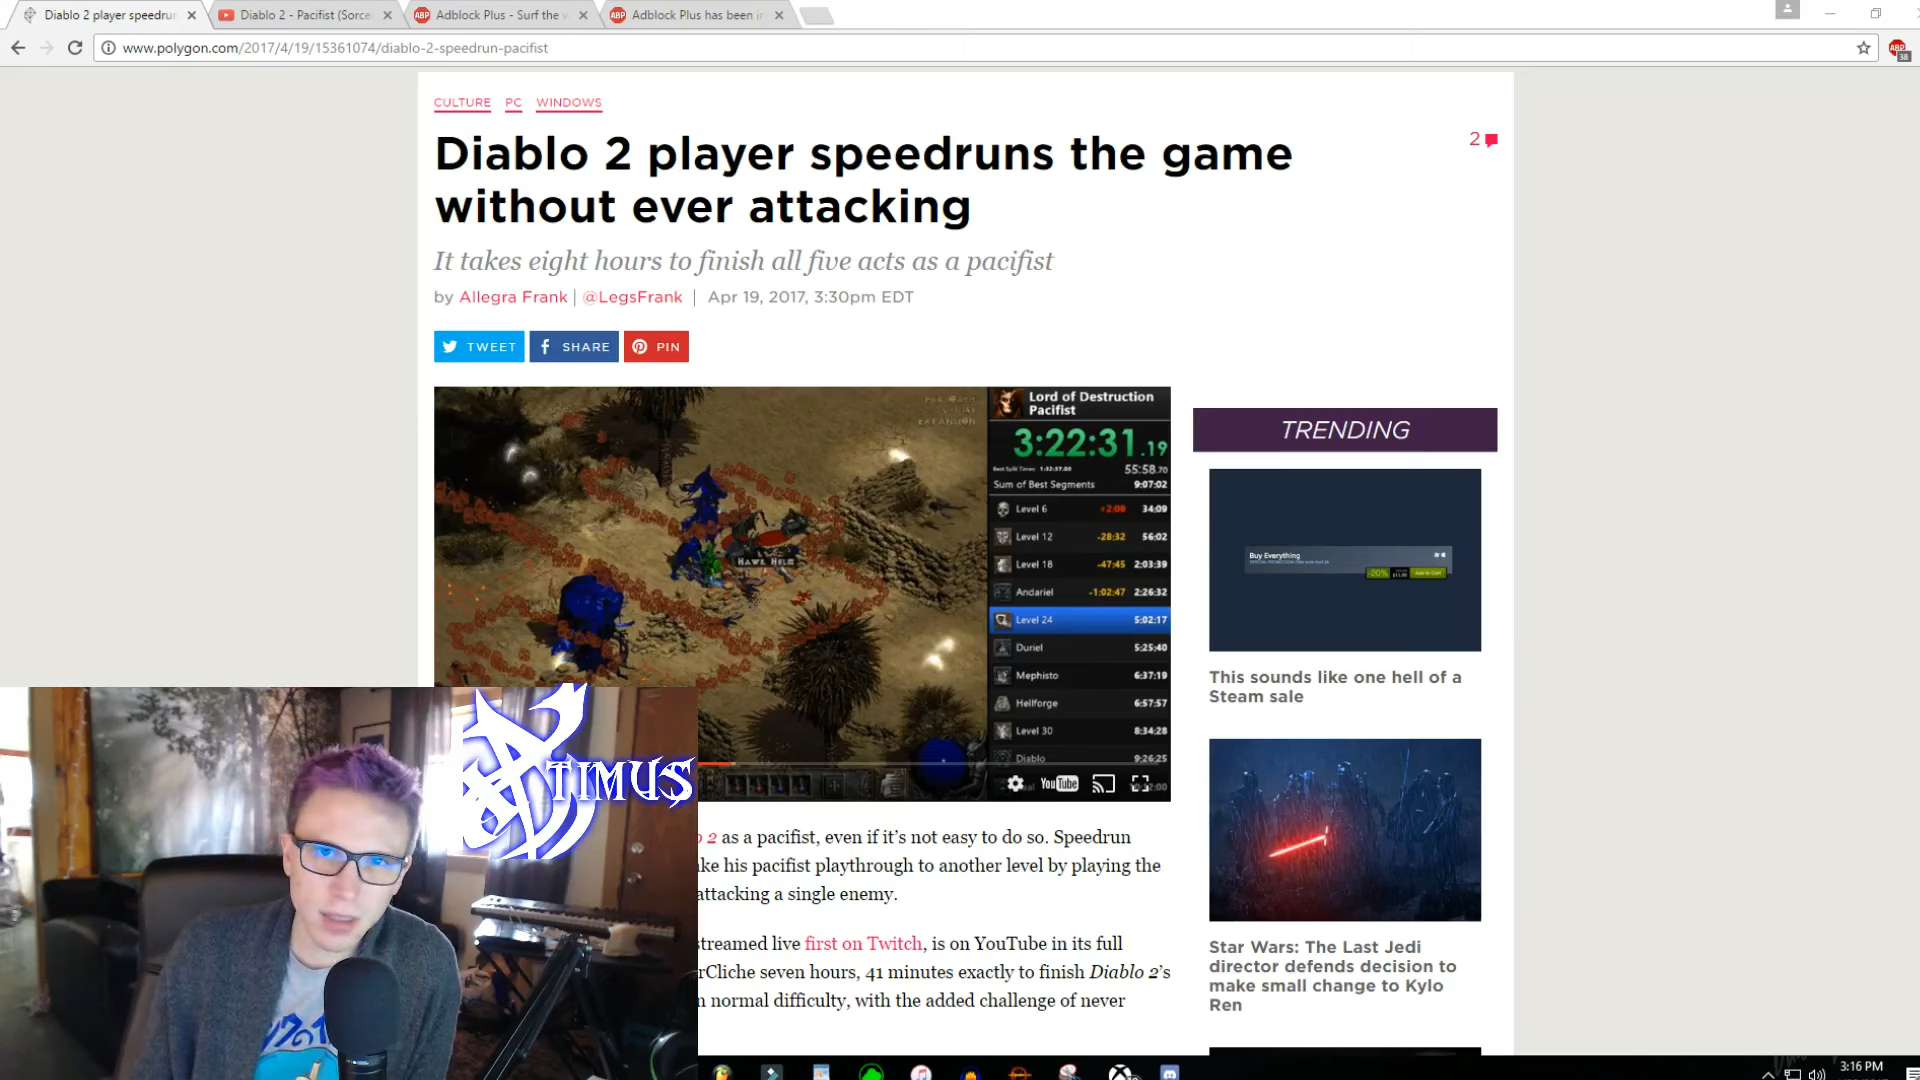 Diablo 2 player speedrun
Diablo 2 - Pacifist (Sorce
Adblock Plus - Surf the w
Adblock Plus has been in
www.polygon.com/2017/4/19/15361074/diablo-2-speedrun-pacifist
CULTURE PC WINDOWS
Diablo 2 player speedruns the game
without ever attacking
2
It takes eight hours to finish all five acts as a pacifist
by Allegra Frank | @LegsFrank | Apr 19, 2017, 3:30pm EDT
TWEET
SHARE
PIN
EXPANSION
HAWK HELM
Lord of Destruction
Pacifist
3:22:31.19
55:58.70
Sum of Best Segments 9:07:02
Level 6 +2:09 34:09
Level 12 -28:32 56:02
Level 18 -47:45 2:03:39
Andariel -1:02:47 2:26:32
Level 24 5:02:17
Duriel 5:25:40
Mephisto 6:37:19
Hellforge 6:57:57
Level 30 8:34:28
Diablo 9:26:25
YouTube
TRENDING
Buy Everything
-20%
Add to Cart
This sounds like one hell of a
Steam sale
Star Wars: The Last Jedi
director defends decision to
make small change to Kylo
Ren
TIMUS
2 as a pacifist, even if it's not easy to do so. Speedrun
ke his pacifist playthrough to another level by playing the
attacking a single enemy.
streamed live first on Twitch, is on YouTube in its full
rCliche seven hours, 41 minutes exactly to finish Diablo 2's
n normal difficulty, with the added challenge of never
3:16 PM